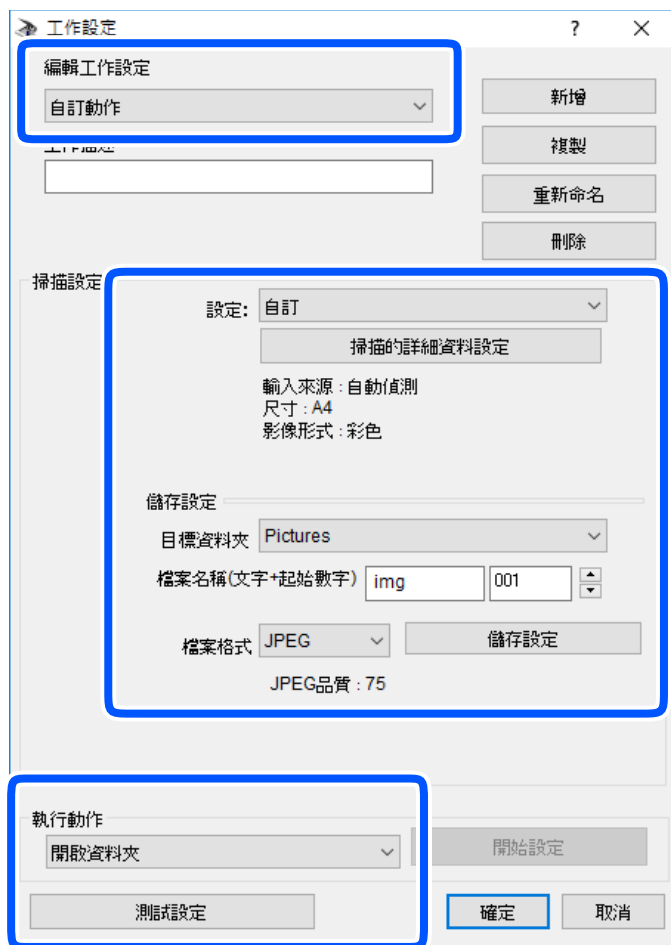 工作設定
?
編輯工作設定
自訂動作
新增
複製
重新命名
刪除
掃描設定
設定:
自訂
掃描的詳細資料設定
輸入來源 : 自動偵測
尺寸 : A4
影像形式 : 彩色
儲存設定
目標資料夾
Pictures
檔案名稱(文字+起始數字)
img
001
檔案格式
JPEG
儲存設定
JPEG品質 : 75
執行動作
開啟資料夾
開始設定
測試設定
確定
取消